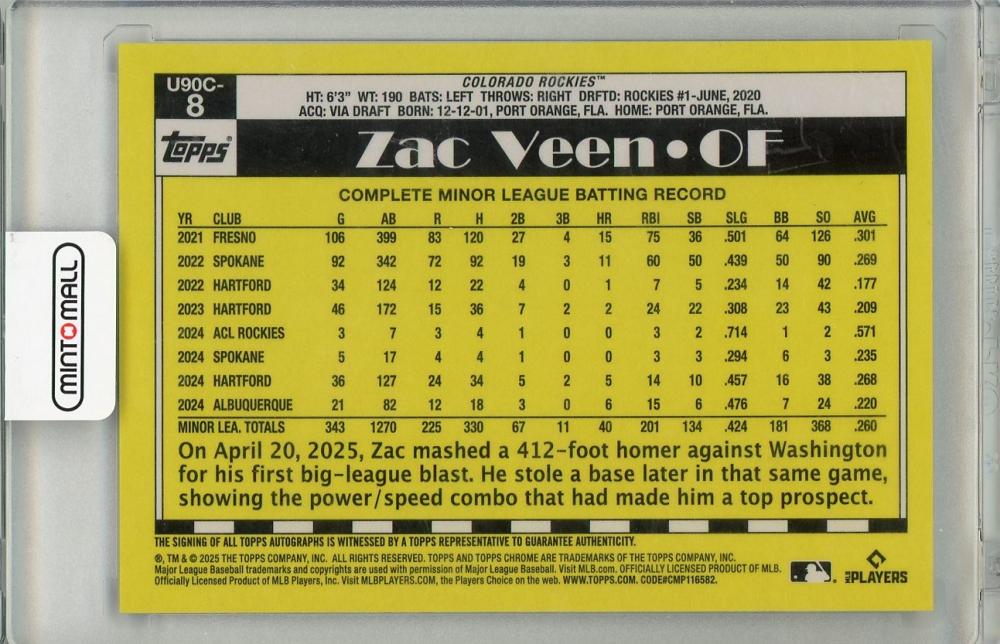 U90C-
8
COLORADO ROCKIES™
HT: 6'3" WT: 190 BATS: LEFT THROWS: RIGHT DRFTD: ROCKIES #1-JUNE, 2020
ACQ: VIA DRAFT BORN: 12-12-01, PORT ORANGE, FLA. HOME: PORT ORANGE, FLA.
Topps®
Zac Veen • OF
COMPLETE MINOR LEAGUE BATTING RECORD
YR CLUB G AB R H 2B 3B HR RBI SB SLG BB SO AVG
2021 FRESNO 106 399 83 120 27 4 15 75 36 .501 64 126 .301
2022 SPOKANE 92 342 72 92 19 3 11 60 50 .439 50 90 .269
2022 HARTFORD 34 124 12 22 4 0 1 7 5 .234 14 42 .177
2023 HARTFORD 46 172 15 36 7 2 2 24 22 .308 23 43 .209
2024 ACL ROCKIES 3 7 3 4 1 0 0 3 2 .714 1 2 .571
2024 SPOKANE 5 17 4 4 1 0 0 3 3 .294 6 3 .235
2024 HARTFORD 36 127 24 34 5 2 5 14 10 .457 16 38 .268
2024 ALBUQUERQUE 21 82 12 18 3 0 6 15 6 .476 7 24 .220
MINOR LEA. TOTALS 343 1270 225 330 67 11 40 201 134 .424 181 368 .260
On April 20, 2025, Zac mashed a 412-foot homer against Washington
for his first big-league blast. He stole a base later in that same game,
showing the power/speed combo that had made him a top prospect.
THE SIGNING OF ALL TOPPS AUTOGRAPHS IS WITNESSED BY A TOPPS REPRESENTATIVE TO GUARANTEE AUTHENTICITY.
®, TM & © 2025 THE TOPPS COMPANY, INC. ALL RIGHTS RESERVED. TOPPS AND TOPPS CHROME ARE TRADEMARKS OF THE TOPPS COMPANY, INC.
Major League Baseball trademarks and copyrights are used with permission of Major League Baseball. Visit MLB.com. OFFICIALLY LICENSED PRODUCT OF MLB.
Officially Licensed Product of MLB Players, Inc. Visit MLBPLAYERS.COM, the Players Choice on the web. WWW.TOPPS.COM. CODE#CMP116582.
MLB PLAYERS
MINTOMALL